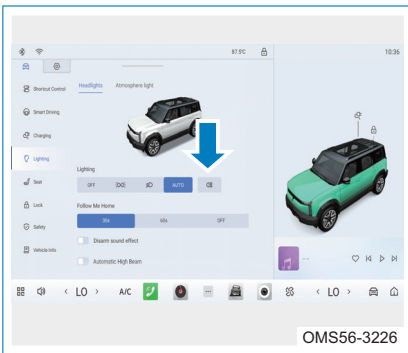 87.5℃
10:36
Shortcut Control
Headlights Atmosphere light
Smart Driving
Charging
Lighting
Lighting
OFF AUTO
Seat
Lock
Follow Me Home
30s 60s OFF
Safety
Disarm sound effect
Vehicle Info
Automatic High Beam
...
< LO > A/C ... < LO >
OMS56-3226